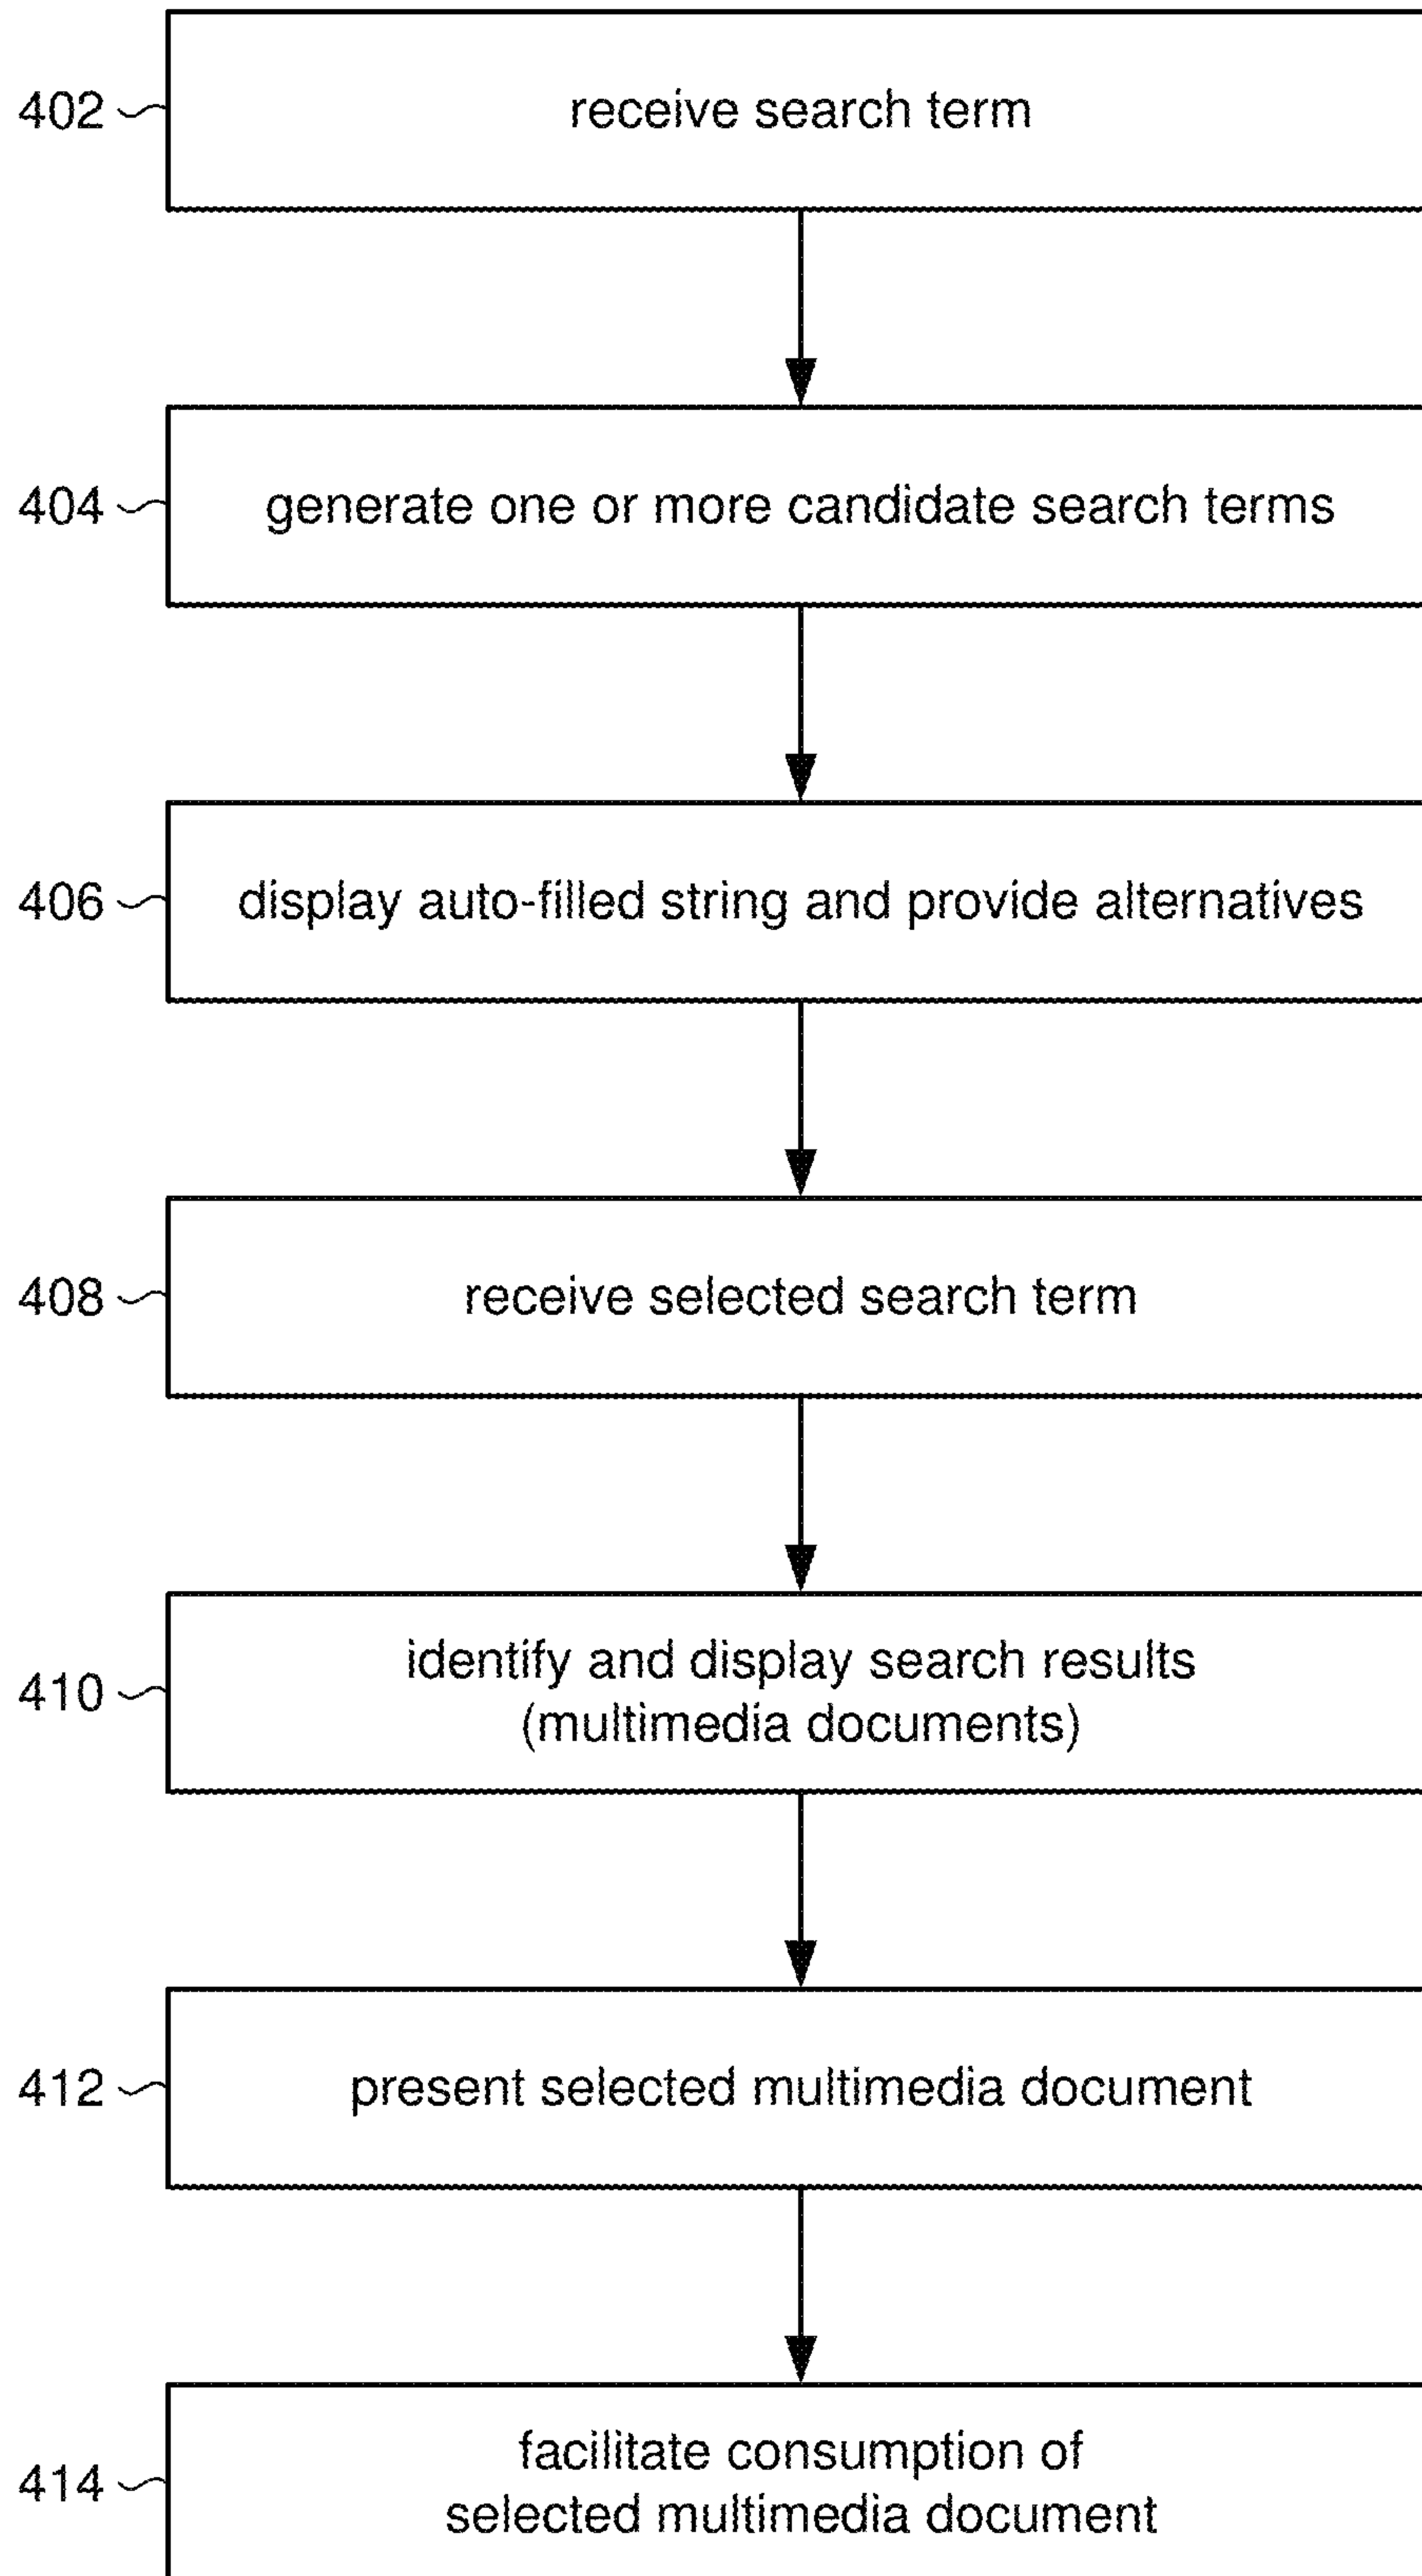 402
receive search term
404
generate one or more candidate search terms
406
display auto-filled string and provide alternatives
408
receive selected search term
410
identify and display search results
(multimedia documents)
412
present selected multimedia document
414
facilitate consumption of
selected multimedia document